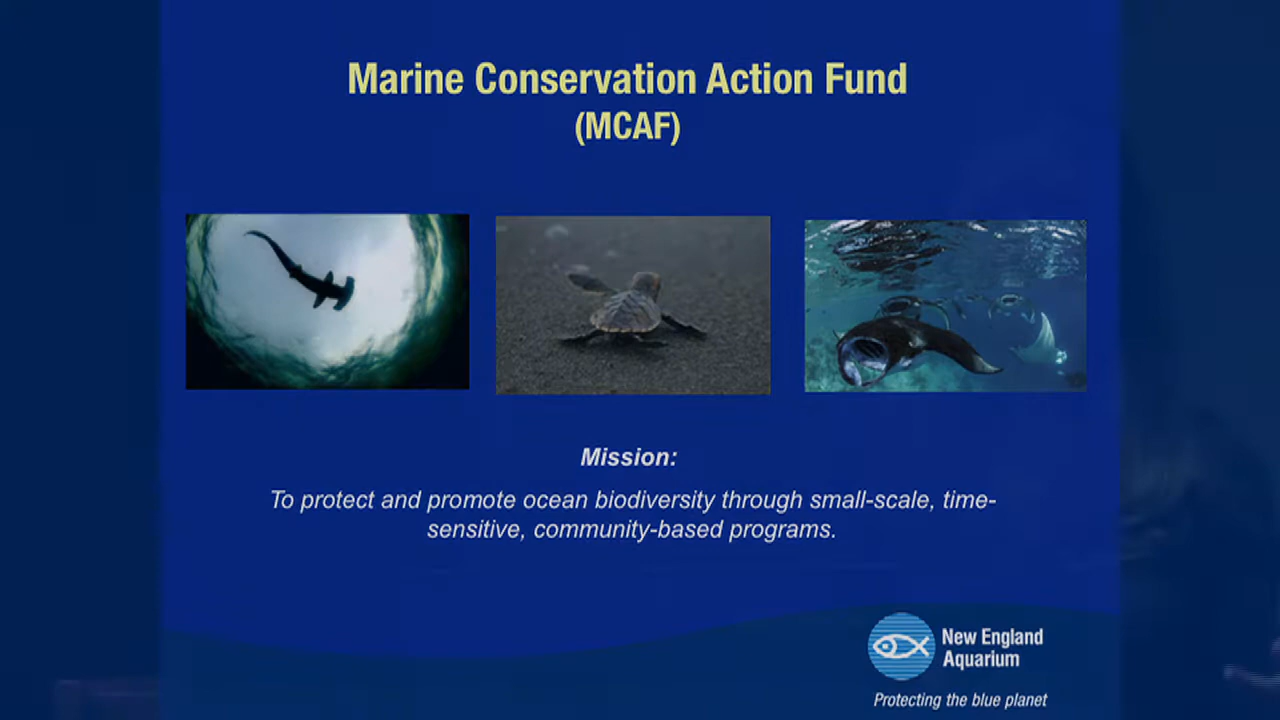 Marine Conservation Action Fund
(MCAF)
Mission:
To protect and promote ocean biodiversity through small-scale, time-
sensitive, community-based programs.
New England
Aquarium
Protecting the blue planet